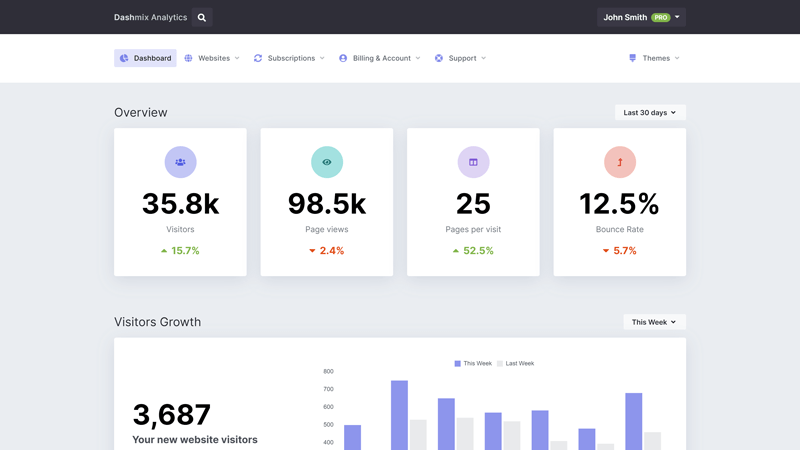 Dashmix Analytics
John Smith PRO
Dashboard Websites Subscriptions Billing & Account Support Themes
Overview
Last 30 days
35.8k 98.5k 25 12.5%
Visitors Page views Pages per visit Bounce Rate
15.7% 2.4% 52.5% 5.7%
Visitors Growth
This Week
This Week Last Week
800
700
600
500
400
3,687
Your new website visitors